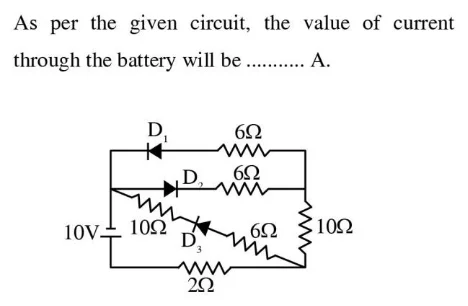 As per the given circuit, the value of current
through the battery will be ........... A.
D1 6Ω
D2 6Ω
10V 10Ω D3 6Ω 10Ω
2Ω